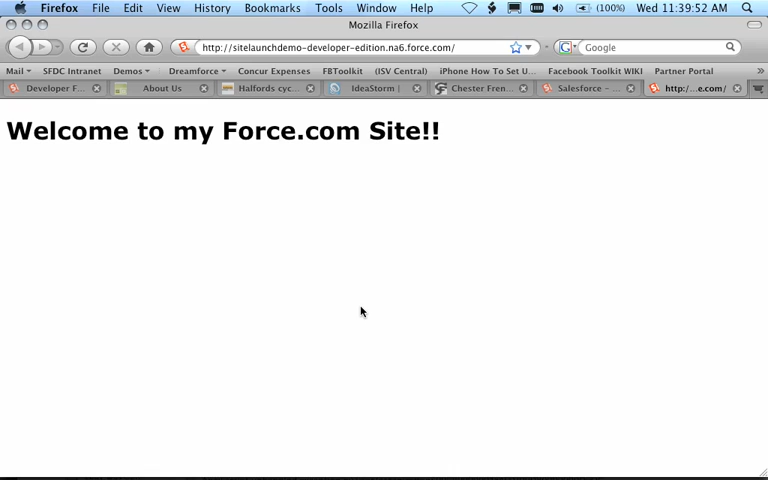 Firefox File Edit View History Bookmarks Tools Window Help (100%) Wed 11:39:52 AM
Mozilla Firefox
http://sitelaunchdemo-developer-edition.na6.force.com/ Google
Mail SFDC Intranet Demos Dreamforce Concur Expenses FBToolkit (ISV Central) iPhone How To Set U... Facebook Toolkit WIKI Partner Portal »
Developer F... About Us Halfords cyc... IdeaStorm | Chester Fren... Salesforce - ... http:/...e.com/
Welcome to my Force.com Site!!